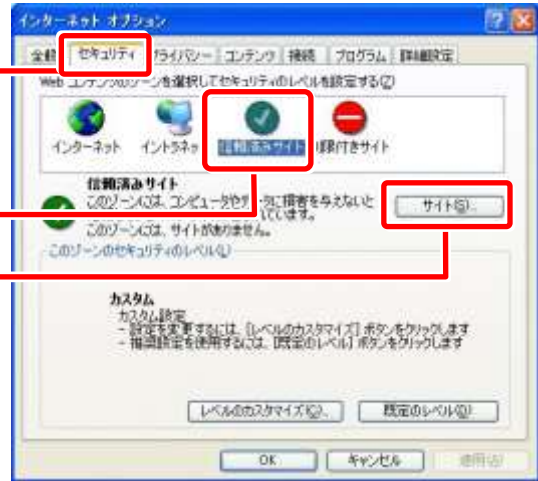 インターネット オプション
全般 セキュリティ プライバシー コンテンツ 接続 プログラム 詳細設定
Web コンテンツのゾーンを選択してセキュリティのレベルを設定する(Z)
インターネット イントラネット 信頼済みサイト 制限付きサイト
信頼済みサイト
このゾーンには、コンピュータやデータに損害を与えないと
ています。
このゾーンには、サイトがありません。
サイト(S)...
このゾーンのセキュリティのレベル(L)
カスタム
カスタム設定
- 設定を変更するには、[レベルのカスタマイズ] ボタンをクリックします
- 推奨設定を使用するには、[既定のレベル] ボタンをクリックします
レベルのカスタマイズ(C)... 既定のレベル(D)
OK キャンセル 適用(A)